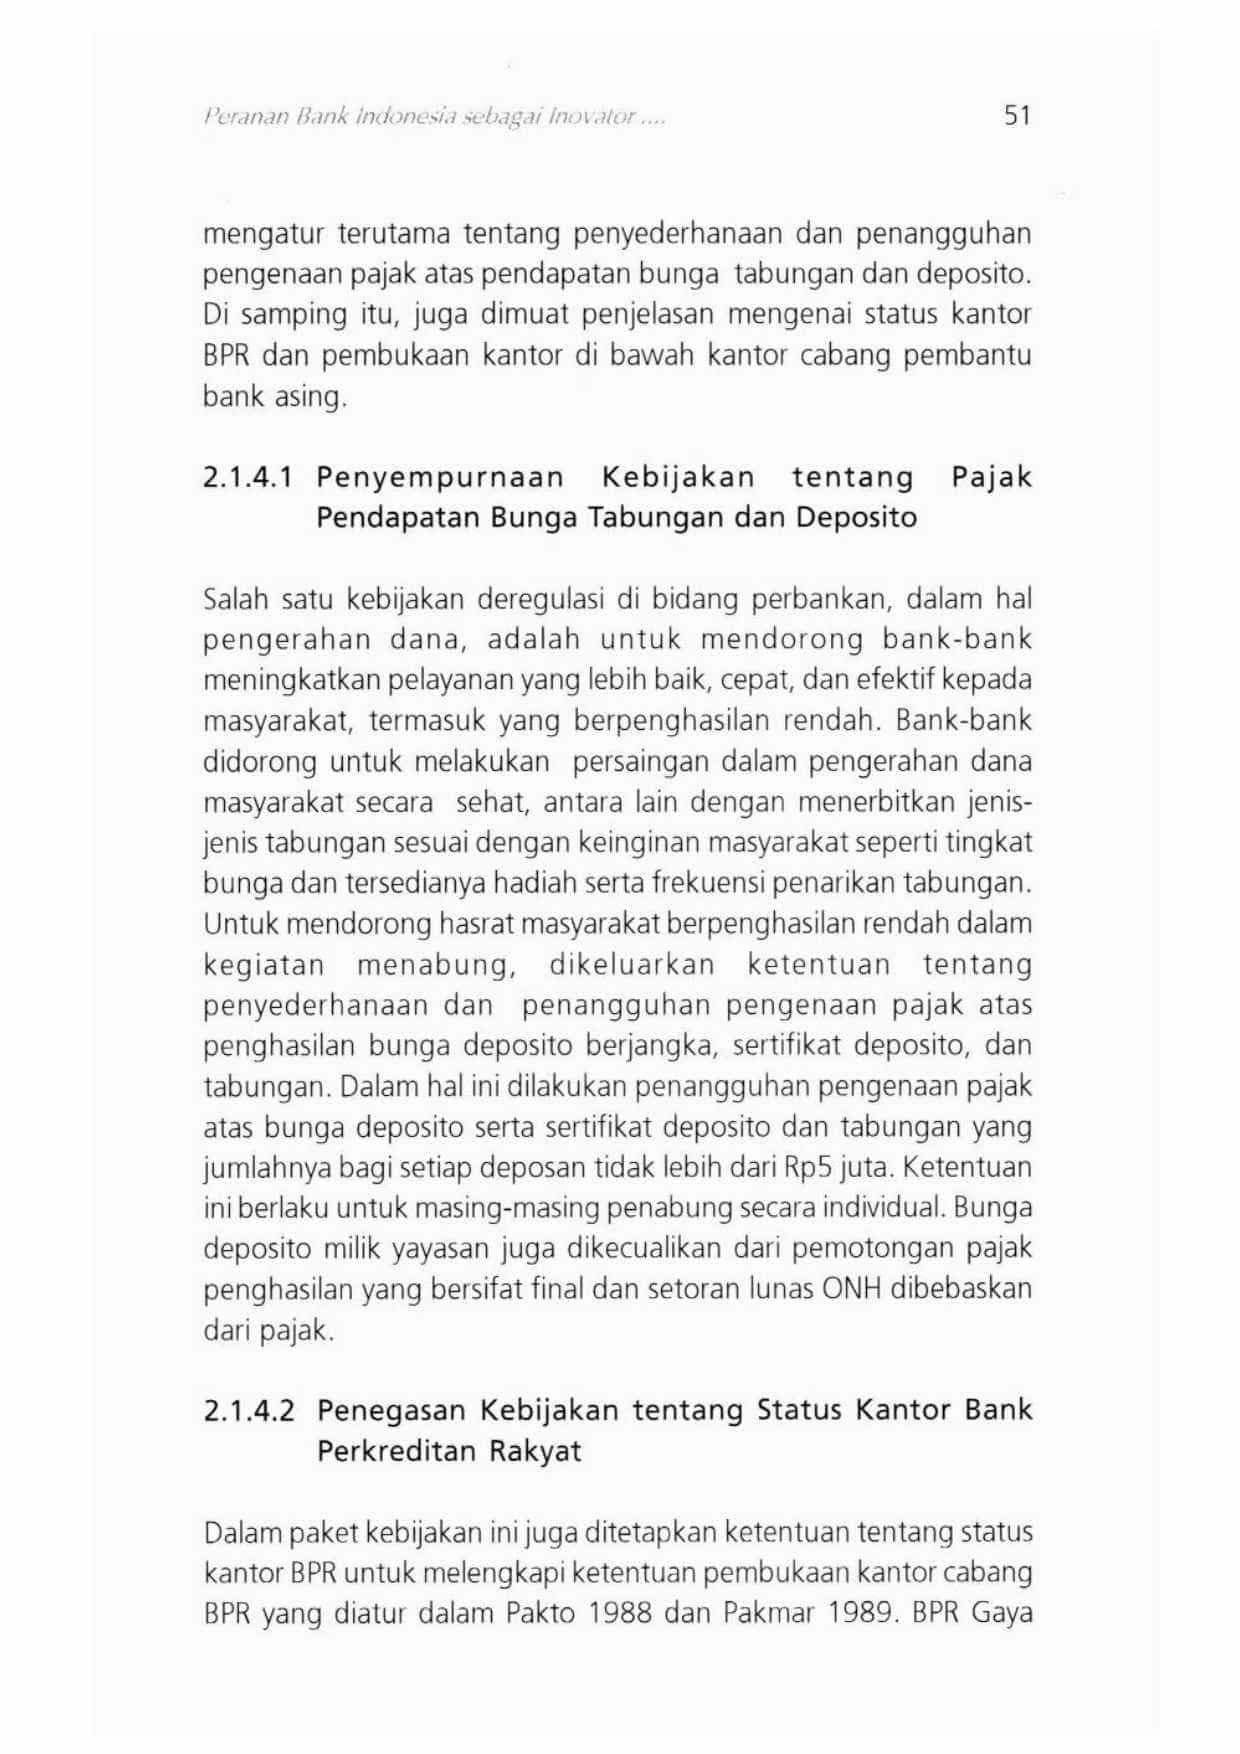 Peranan Bank Indonesia sebagai Inovator ....
51
mengatur terutama tentang penyederhanaan dan penangguhan
pengenaan pajak atas pendapatan bunga tabungan dan deposito.
Di samping itu, juga dimuat penjelasan mengenai status kantor
BPR dan pembukaan kantor di bawah kantor cabang pembantu
bank asing.
2.1.4.1 Penyempurnaan Kebijakan tentang Pajak
Pendapatan Bunga Tabungan dan Deposito
Salah satu kebijakan deregulasi di bidang perbankan, dalam hal
pengerahan dana, adalah untuk mendorong bank-bank
meningkatkan pelayanan yang lebih baik, cepat, dan efektif kepada
masyarakat, termasuk yang berpenghasilan rendah. Bank-bank
didorong untuk melakukan persaingan dalam pengerahan dana
masyarakat secara sehat, antara lain dengan menerbitkan jenis-
jenis tabungan sesuai dengan keinginan masyarakat seperti tingkat
bunga dan tersedianya hadiah serta frekuensi penarikan tabungan.
Untuk mendorong hasrat masyarakat berpenghasilan rendah dalam
kegiatan menabung, dikeluarkan ketentuan tentang
penyederhanaan dan penangguhan pengenaan pajak atas
penghasilan bunga deposito berjangka, sertifikat deposito, dan
tabungan. Dalam hal ini dilakukan penangguhan pengenaan pajak
atas bunga deposito serta sertifikat deposito dan tabungan yang
jumlahnya bagi setiap deposan tidak lebih dari Rp5 juta. Ketentuan
ini berlaku untuk masing-masing penabung secara individual. Bunga
deposito milik yayasan juga dikecualikan dari pemotongan pajak
penghasilan yang bersifat final dan setoran lunas ONH dibebaskan
dari pajak.
2.1.4.2 Penegasan Kebijakan tentang Status Kantor Bank
Perkreditan Rakyat
Dalam paket kebijakan ini juga ditetapkan ketentuan tentang status
kantor BPR untuk melengkapi ketentuan pembukaan kantor cabang
BPR yang diatur dalam Pakto 1988 dan Pakmar 1989. BPR Gaya